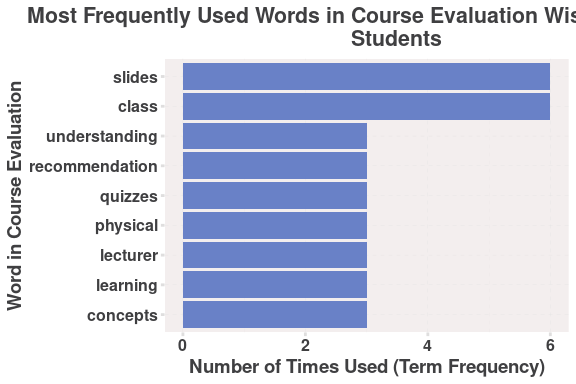 Most Frequently Used Words in Course Evaluation
Students
slides
class
understanding
recommendation
quizzes
physical
lecturer
learning
concepts
Word in Course Evaluation
0 2 4 6
Number of Times Used (Term Frequency)